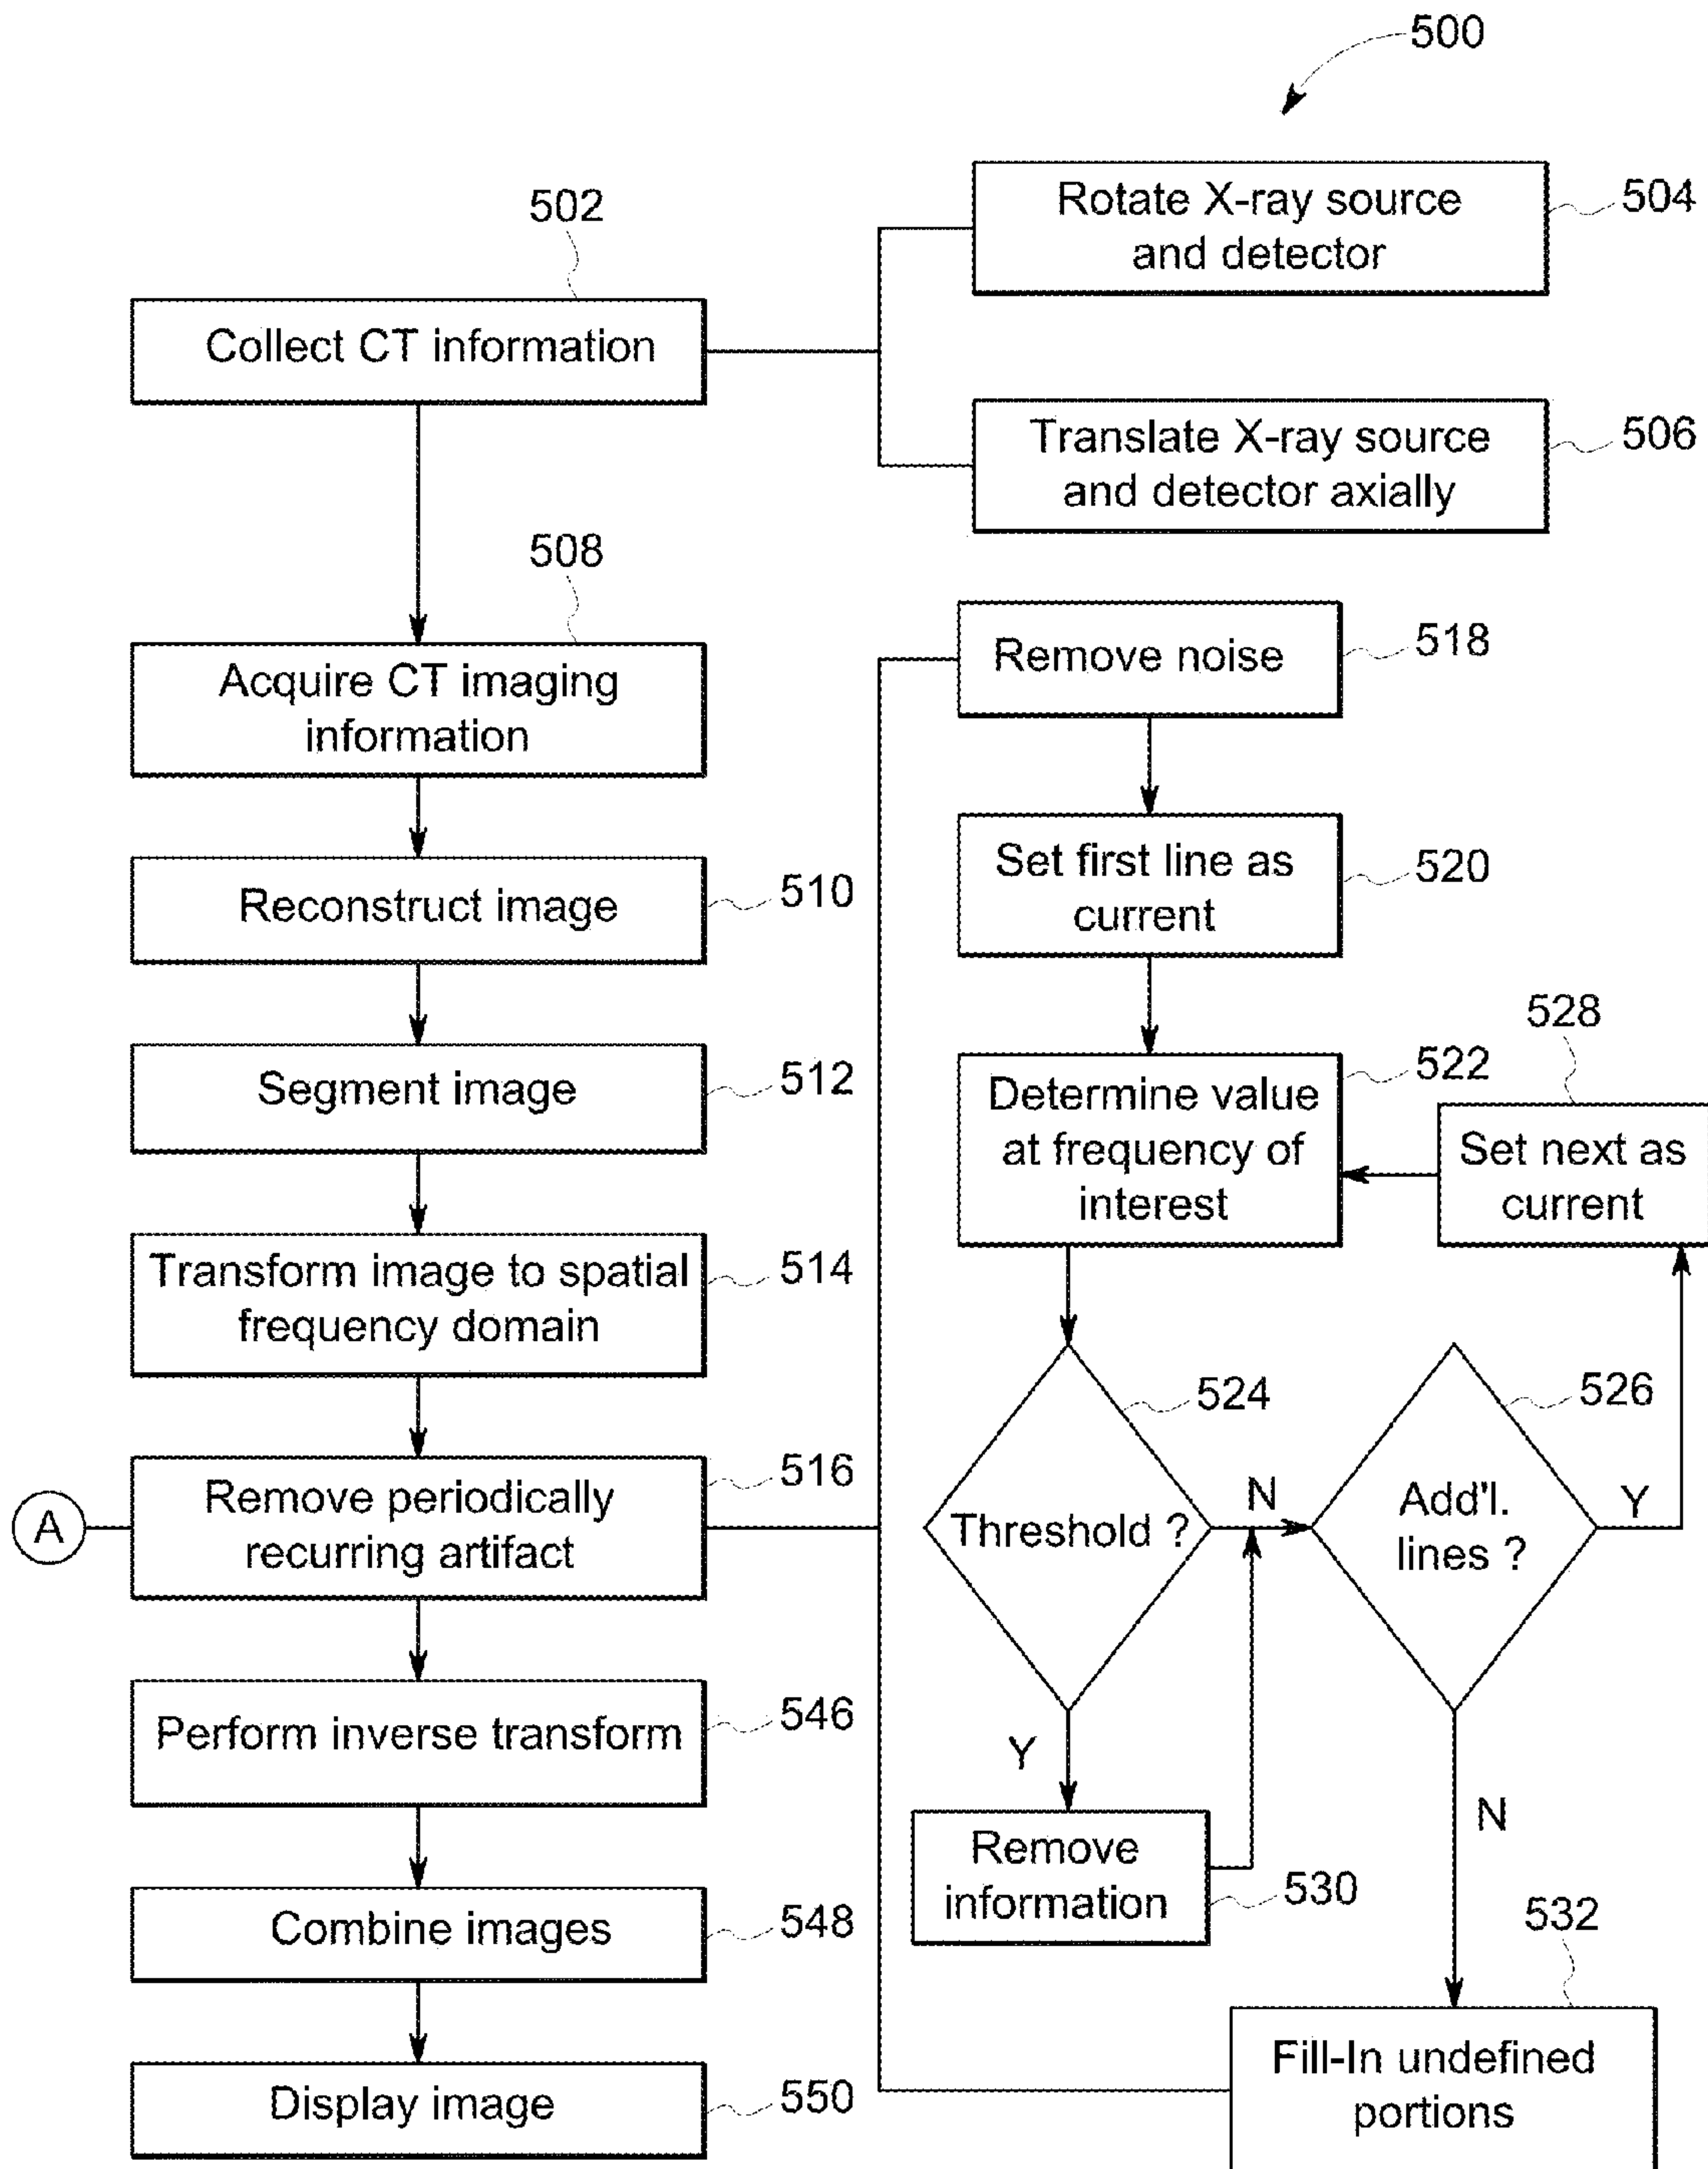 500
502
Collect CT information
Rotate X-ray source
and detector
504
Translate X-ray source
and detector axially
506
508
Acquire CT imaging
information
Reconstruct image
510
Segment image
512
Transform image to spatial
frequency domain
514
A
Remove periodically
recurring artifact
516
Perform inverse transform
546
Combine images
548
Display image
550
Remove noise
518
Set first line as
current
520
Determine value
at frequency of
interest
522
528
Set next as
current
Threshold ?
524
N
Y
Add'l.
lines ?
526
Y
N
Remove
information
530
532
Fill-In undefined
portions